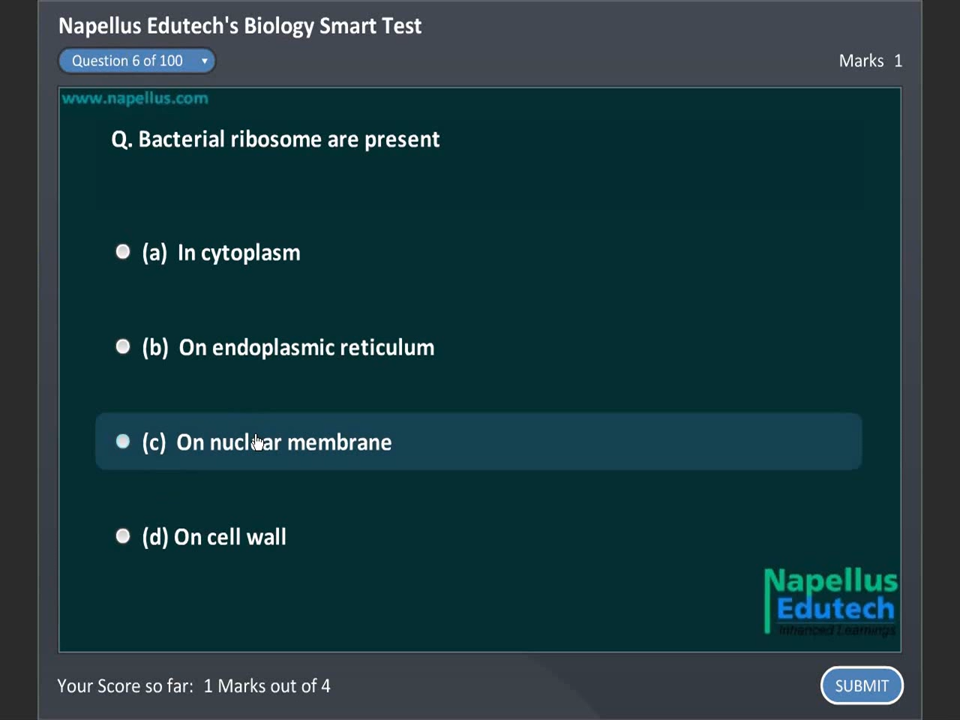 Napellus Edutech's Biology Smart Test
Question 6 of 100
Marks 1
www.napellus.com
Q. Bacterial ribosome are present
(a) In cytoplasm
(b) On endoplasmic reticulum
(c) On nuclear membrane
(d) On cell wall
Napellus
Edutech
Enhanced Learnings
Your Score so far: 1 Marks out of 4
SUBMIT